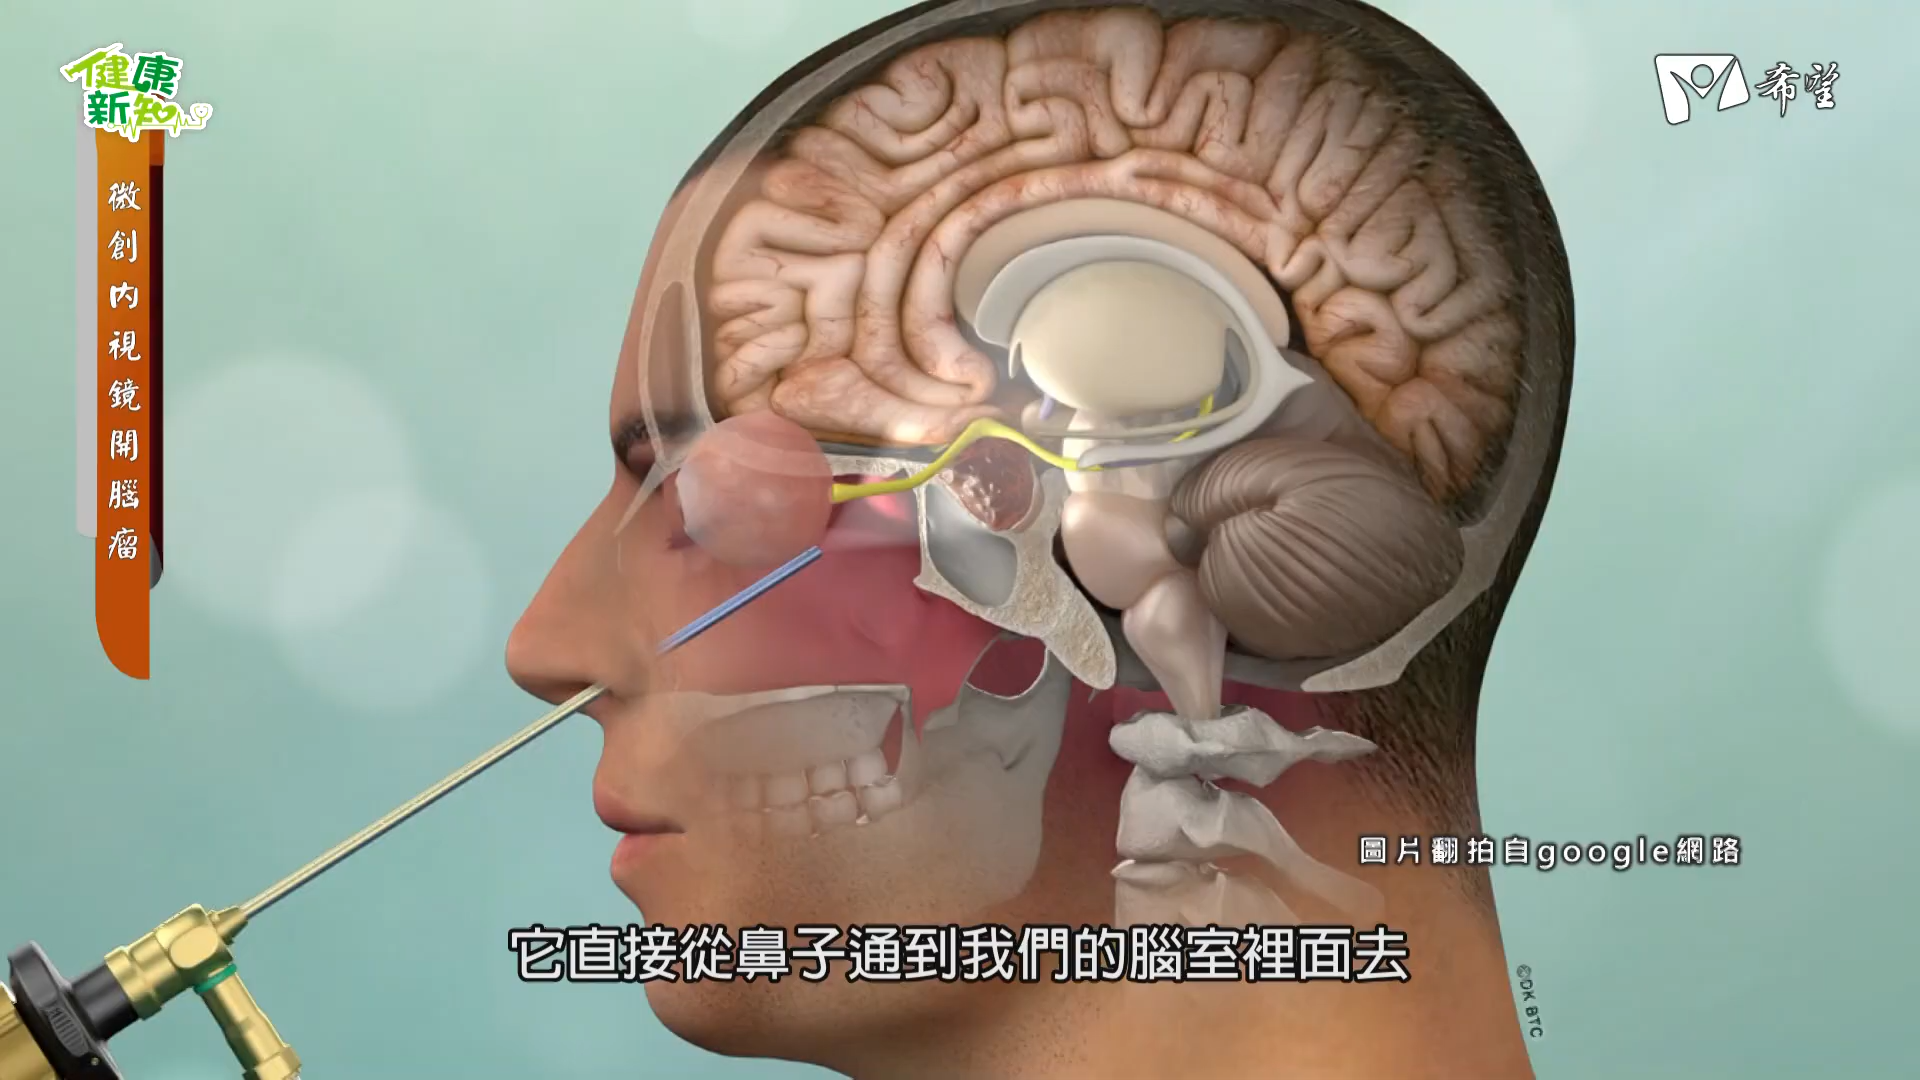 健康
新知
希望
微創內視鏡開腦瘤
圖片翻拍自google網路
它直接從鼻子通到我們的腦室裡面去
©DK BTC